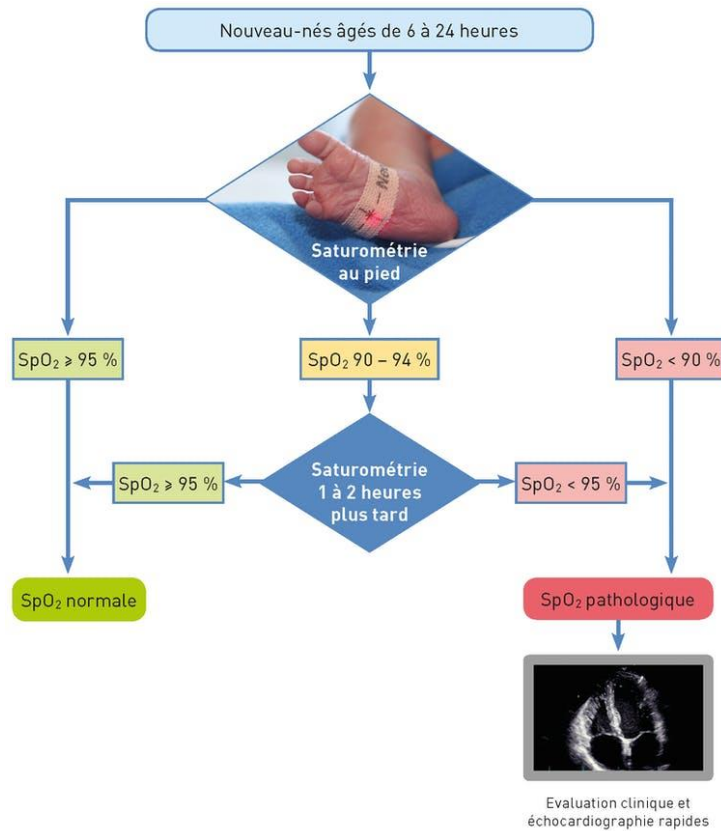 Nouveau-nés âgés de 6 à 24 heures
Saturométrie
au pied
SpO₂ ≥ 95 %
SpO₂ 90 – 94 %
SpO₂ < 90 %
SpO₂ ≥ 95 %
Saturométrie
1 à 2 heures
plus tard
SpO₂ < 95 %
SpO₂ normale
SpO₂ pathologique
Evaluation clinique et
échocardiographie rapides